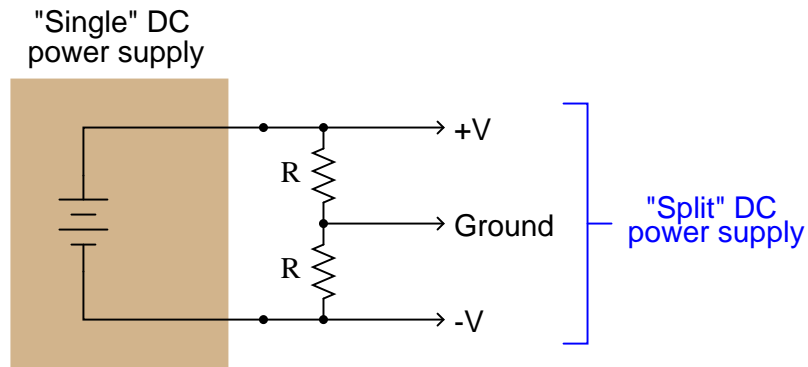 "Single" DC
power supply
+V
R
Ground
"Split" DC
power supply
R
-V